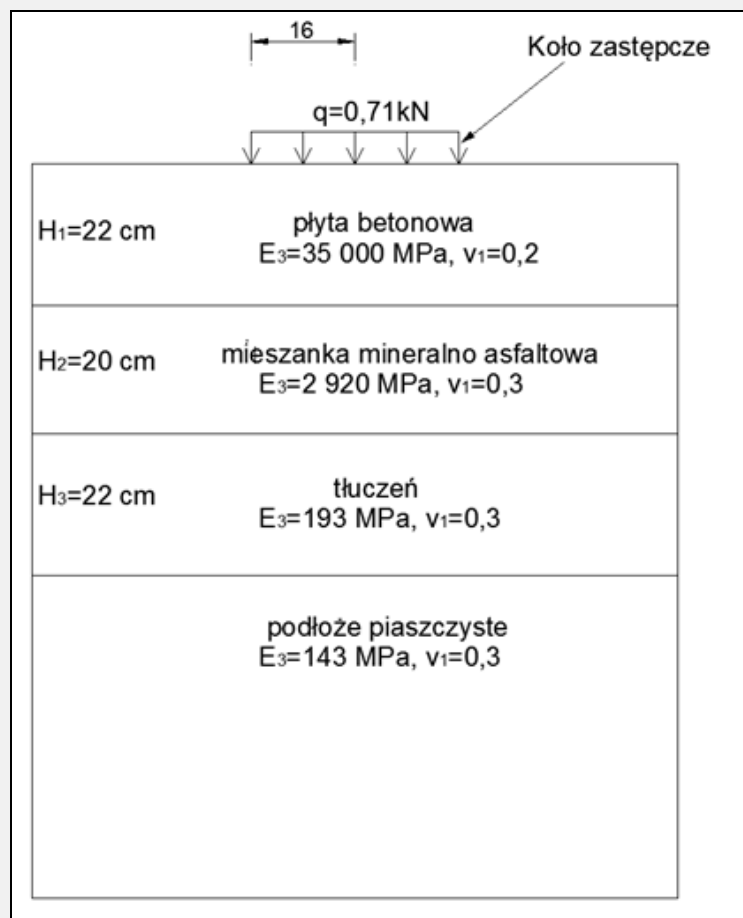 16
Koło zastępcze
q=0,71kN
H₁=22 cm
płyta betonowa
E₃=35 000 MPa, v₁=0,2
H₂=20 cm
mieszanka mineralno asfaltowa
E₃=2 920 MPa, v₁=0,3
H₃=22 cm
tłuczeń
E₃=193 MPa, v₁=0,3
podłoże piaszczyste
E₃=143 MPa, v₁=0,3